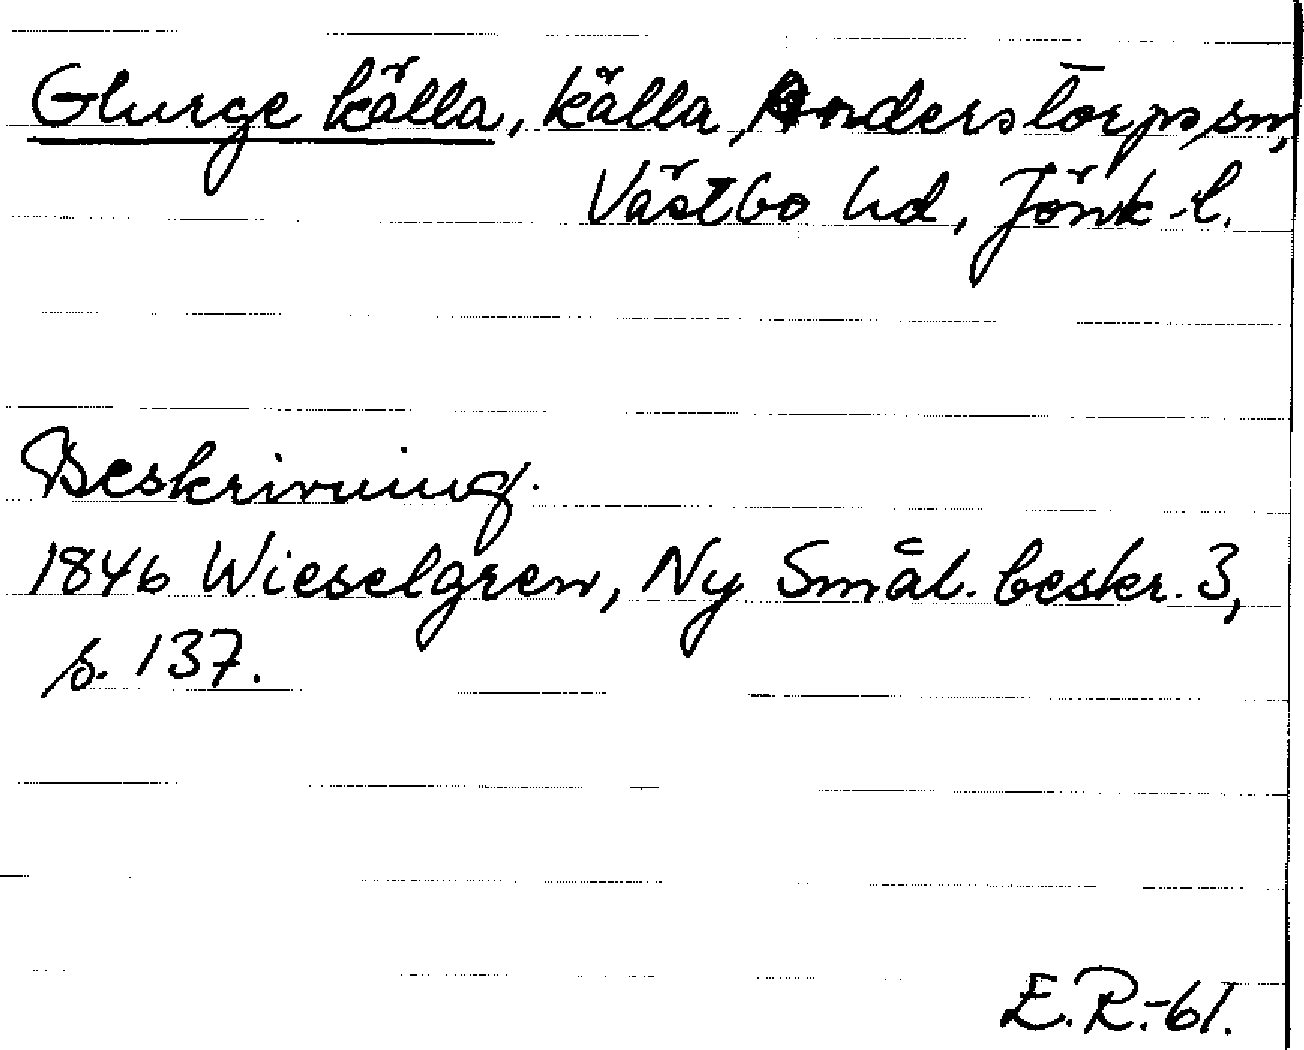 Glurge källa, källa, Anderstorps sn,
Västbo hd, Jönk. l.
Beskrivning.
1846 Wieselgren, Ny Smål. beskr. 3,
s. 137.
E.R.-61.